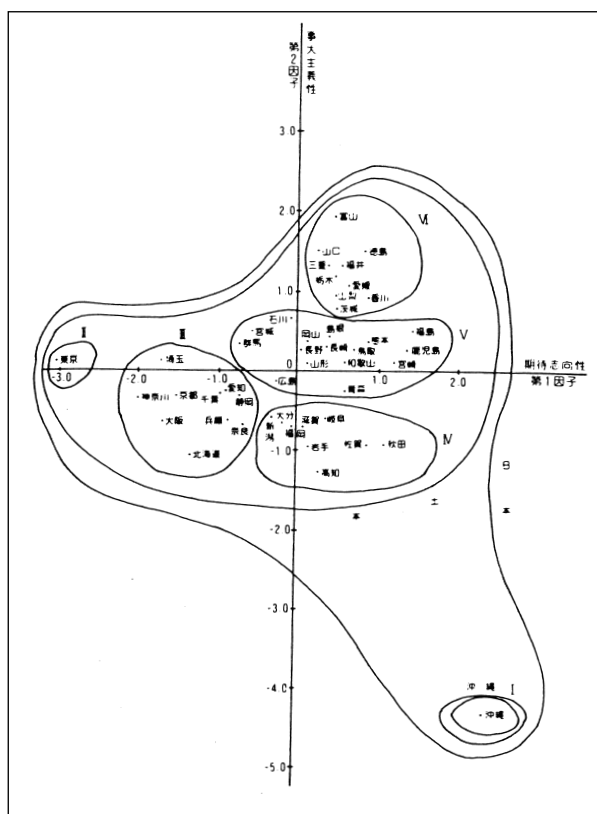 事大主義性
第2因子
3.0
2.0
・富山
Ⅵ
・山口
・徳島
三重・
・福井
栃木・
・愛媛
1.0
・山梨
・香川
・茨城
石川・
Ⅱ
Ⅲ
・宮城
岡山
島根
・福島
Ⅴ
・群馬
・熊本
・長野
・長崎
・鳥取
・鹿児島
・東京
・埼玉
0
・山形
・和歌山
・宮崎
期待志向性
第1因子
-3.0
-2.0
-1.0
1.0
2.0
・広島
・青森
・愛知
・神奈川
・京都
千葉・
・静岡
・大阪
兵庫・
・奈良
・大分
・滋賀
・岐阜
新潟
福岡
Ⅳ
・岩手
佐賀・
・秋田
・北海道
-1.0
・高知
日本
本土
-2.0
-3.0
-4.0
沖縄
Ⅰ
・沖縄
-5.0